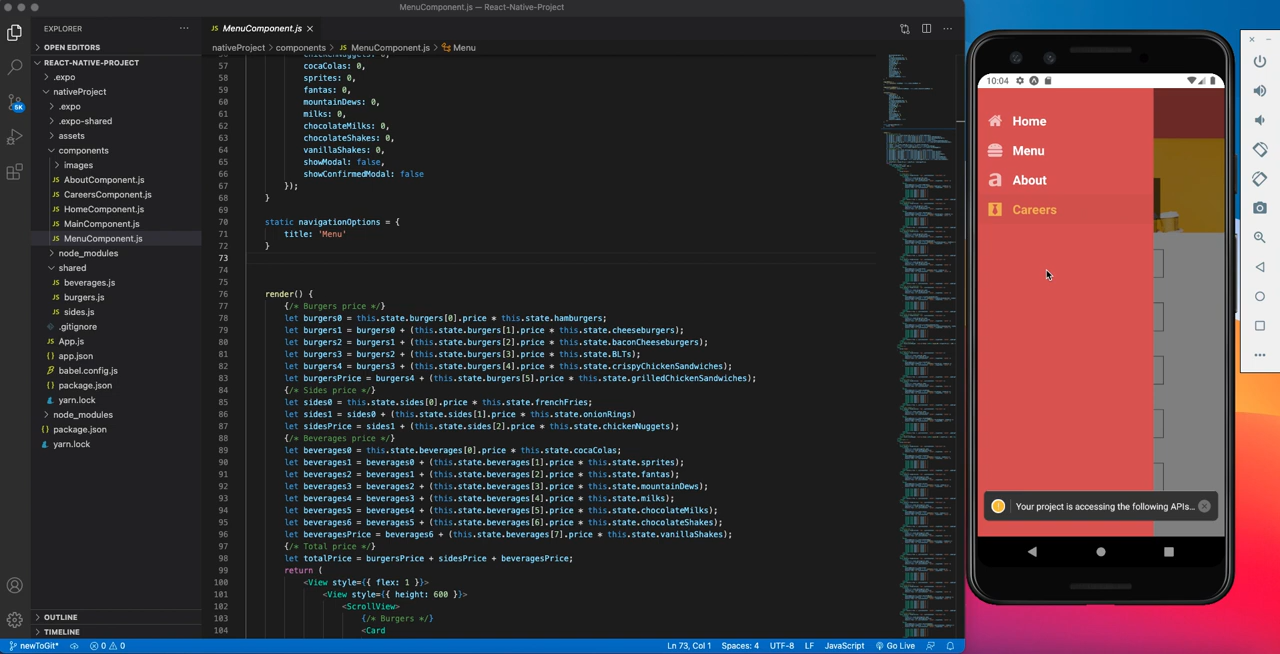 MenuComponent.js — React-Native-Project
EXPLORER
OPEN EDITORS
REACT-NATIVE-PROJECT
.expo
nativeProject
.expo
.expo-shared
assets
components
images
JS AboutComponent.js
JS CareersComponent.js
JS HomeComponent.js
JS MainComponent.js
JS MenuComponent.js
node_modules
shared
JS beverages.js
JS burgers.js
JS sides.js
.gitignore
JS App.js
{} app.json
babel.config.js
{} package.json
yarn.lock
node_modules
{} package.json
yarn.lock
OUTLINE
TIMELINE
5K
JS MenuComponent.js
nativeProject > components > JS MenuComponent.js > Menu
56 chickenNuggets: 0,
57 cocaColas: 0,
58 sprites: 0,
59 fantas: 0,
60 mountainDews: 0,
61 milks: 0,
62 chocolateMilks: 0,
63 chocolateShakes: 0,
64 vanillaShakes: 0,
65 showModal: false,
66 showConfirmedModal: false
67 });
68 }
69
70 static navigationOptions = {
71 title: 'Menu'
72 }
73
74
75
76 render() {
77 {/* Burgers price */}
78 let burgers0 = this.state.burgers[0].price * this.state.hamburgers;
79 let burgers1 = burgers0 + (this.state.burgers[1].price * this.state.cheeseburgers);
80 let burgers2 = burgers1 + (this.state.burgers[2].price * this.state.baconCheeseburgers);
81 let burgers3 = burgers2 + (this.state.burgers[3].price * this.state.BLTs);
82 let burgers4 = burgers3 + (this.state.burgers[4].price * this.state.crispyChickenSandwiches);
83 let burgersPrice = burgers4 + (this.state.burgers[5].price * this.state.grilledChickenSandwiches);
84 {/* Sides price */}
85 let sides0 = this.state.sides[0].price * this.state.frenchFries;
86 let sides1 = sides0 + (this.state.sides[1].price * this.state.onionRings)
87 let sidesPrice = sides1 + (this.state.sides[2].price * this.state.chickenNuggets);
88 {/* Beverages price */}
89 let beverages0 = this.state.beverages[0].price * this.state.cocaColas;
90 let beverages1 = beverages0 + (this.state.beverages[1].price * this.state.sprites);
91 let beverages2 = beverages1 + (this.state.beverages[2].price * this.state.fantas);
92 let beverages3 = beverages2 + (this.state.beverages[3].price * this.state.mountainDews);
93 let beverages4 = beverages3 + (this.state.beverages[4].price * this.state.milks);
94 let beverages5 = beverages4 + (this.state.beverages[5].price * this.state.chocolateMilks);
95 let beverages6 = beverages5 + (this.state.beverages[6].price * this.state.chocolateShakes);
96 let beveragesPrice = beverages6 + (this.state.beverages[7].price * this.state.vanillaShakes);
97 {/* Total price */}
98 let totalPrice = burgersPrice + sidesPrice + beveragesPrice;
99 return (
100 <View style={{ flex: 1 }}>
101 <View style={{ height: 600 }}>
102 <ScrollView>
103 {/* Burgers */}
104 <Card
newToGit*
0 0
Ln 73, Col 1
Spaces: 4
UTF-8
LF
JavaScript
Go Live
10:04
Home
Menu
a About
Careers
Your project is accessing the following APIs...